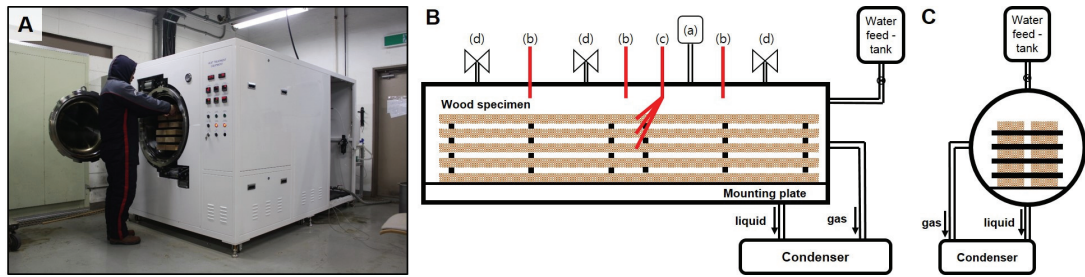 A
B
(d)
(b)
(d)
(b)
(c)
(a)
(b)
(d)
Water
feed -
tank
Wood specimen
Mounting plate
liquid
gas
Condenser
C
Water
feed -
tank
gas
liquid
Condenser